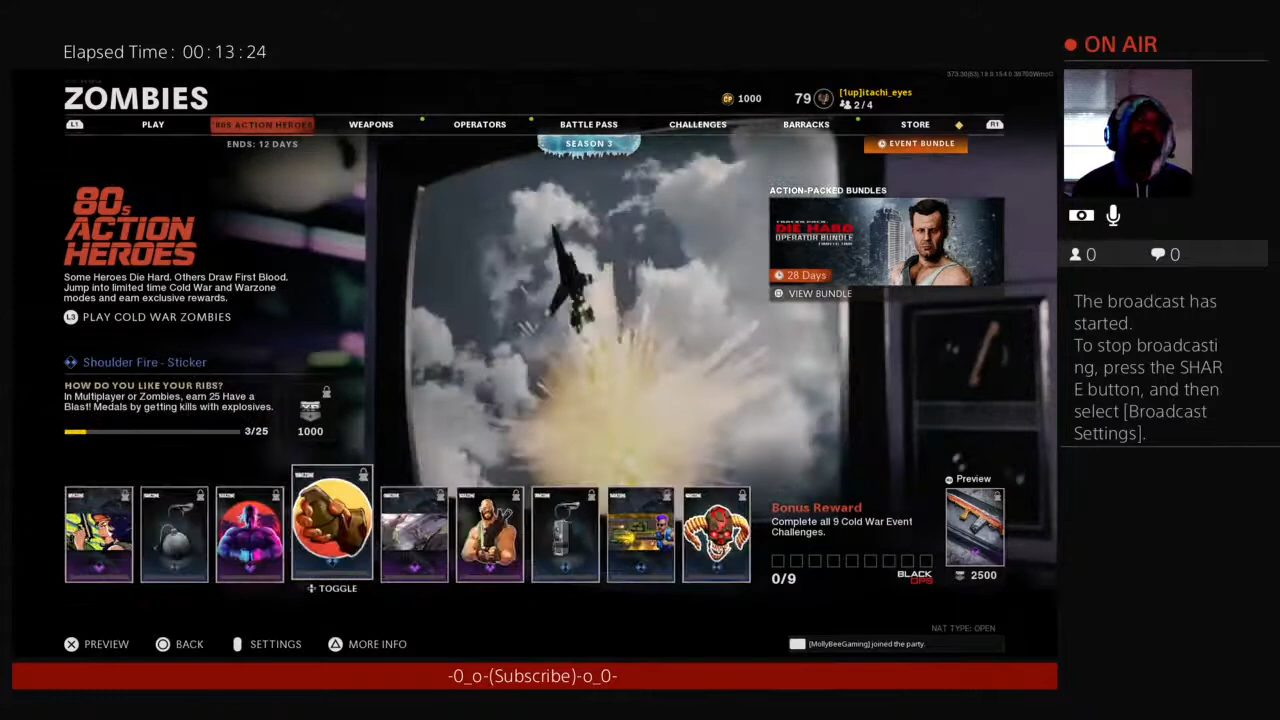 Elapsed Time: 00:13:24
ON AIR
ZOMBIES
1000
79
[1up]itachi_eyes
2/4
L1
PLAY
80S ACTION HEROES
WEAPONS
OPERATORS
BATTLE PASS
CHALLENGES
BARRACKS
STORE
R1
ENDS: 12 DAYS
SEASON 3
EVENT BUNDLE
80s
ACTION
HEROES
Some Heroes Die Hard. Others Draw First Blood.
Jump into limited time Cold War and Warzone
modes and earn exclusive rewards.
L3 PLAY COLD WAR ZOMBIES
ACTION-PACKED BUNDLES
DIE HARD
OPERATOR BUNDLE
28 Days
VIEW BUNDLE
0
0
The broadcast has
started.
To stop broadcasti
ng, press the SHAR
E button, and then
select [Broadcast
Settings].
Shoulder Fire - Sticker
HOW DO YOU LIKE YOUR RIBS?
In Multiplayer or Zombies, earn 25 Have a
Blast! Medals by getting kills with explosives.
3/25
XP
1000
TOGGLE
Bonus Reward
Complete all 9 Cold War Event
Challenges.
0/9
BLACK
OPS
Preview
2500
PREVIEW
BACK
SETTINGS
MORE INFO
NAT TYPE: OPEN
[MollyBeeGaming] joined the party.
-0_o-(Subscribe)-o_0-